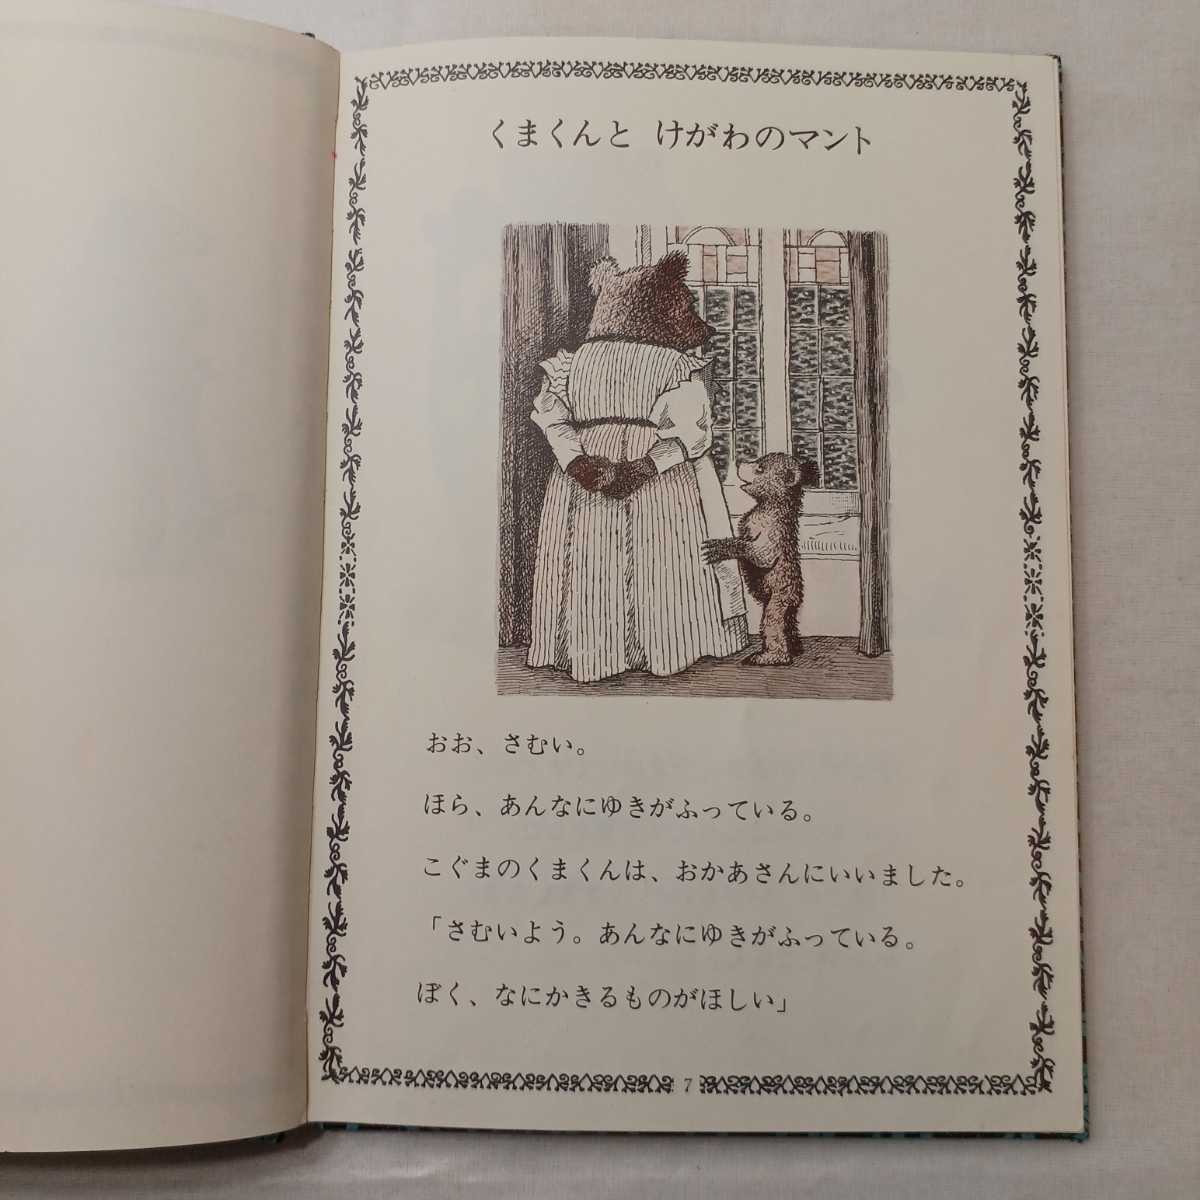 くまくんと けがわのマント
おお、さむい。
ほら、あんなにゆきがふっている。
こぐまのくまくんは、おかあさんにいいました。
「さむいよう。あんなにゆきがふっている。
ぼく、なにかきるものがほしい」
7